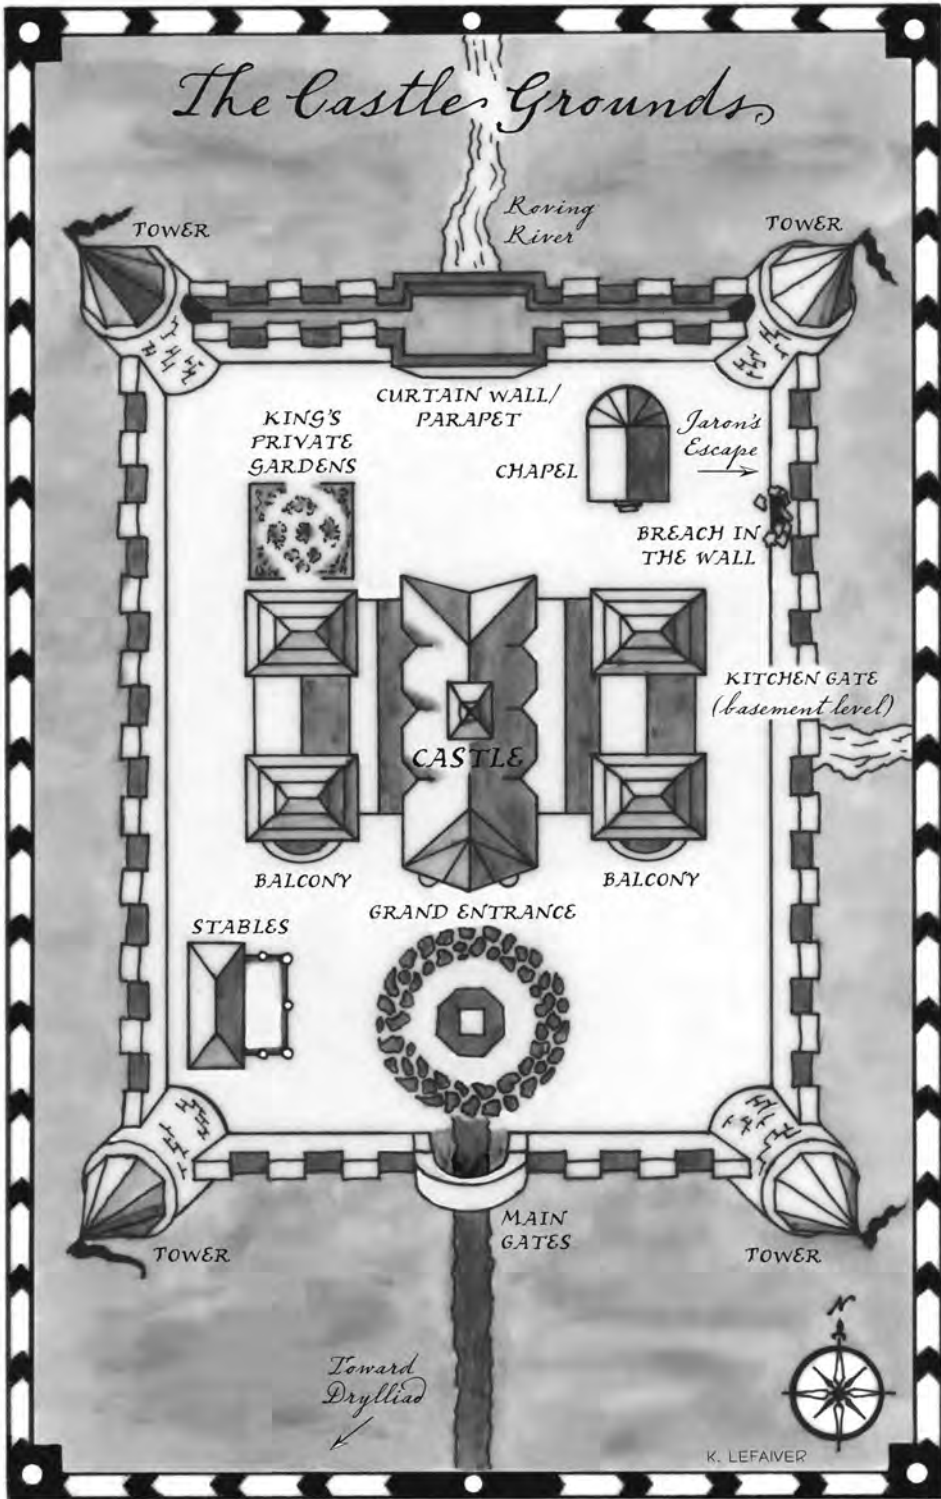 The Castle Grounds
Roving
River
TOWER
TOWER
CURTAIN WALL/
PARAPET
KING'S
PRIVATE
GARDENS
CHAPEL
Jaron's
Escape
BREACH IN
THE WALL
KITCHEN GATE
(basement level)
CASTLE
BALCONY
BALCONY
GRAND ENTRANCE
STABLES
MAIN
GATES
TOWER
TOWER
Toward
Drylliad
N
K. LEFAIVER